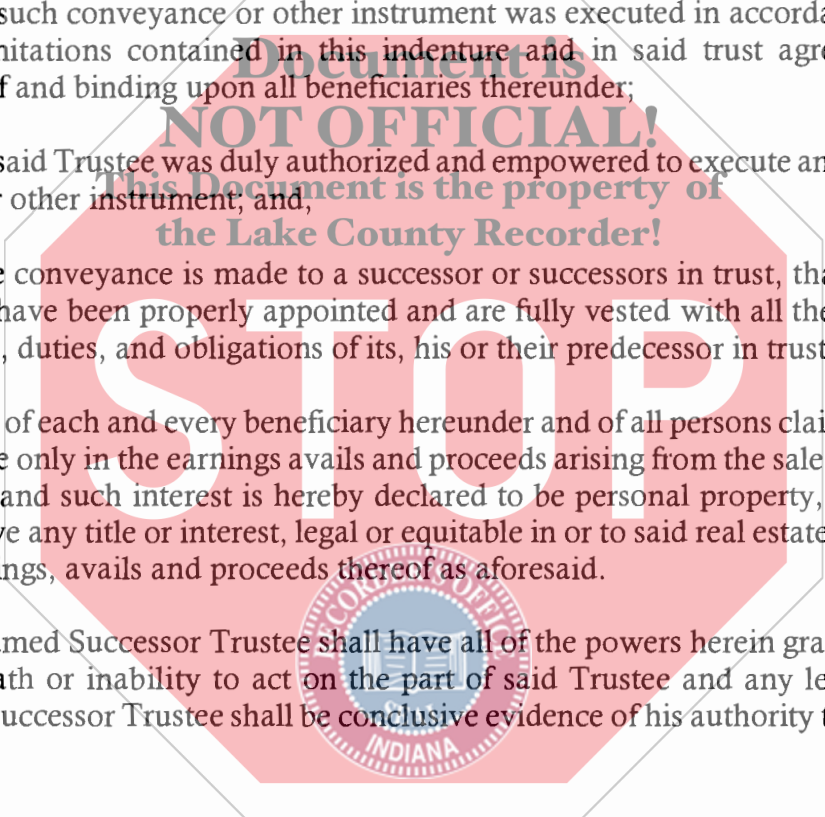 such conveyance or other instrument was executed in accorda
nitations contained in this indenture and in said trust agre
f and binding upon all beneficiaries thereunder;
Document is
NOT OFFICIAL!
said Trustee was duly authorized and empowered to execute an
This Document is the property of
r other instrument; and,
the Lake County Recorder!
e conveyance is made to a successor or successors in trust, tha
have been properly appointed and are fully vested with all the
, duties, and obligations of its, his or their predecessor in trust
STOP
of each and every beneficiary hereunder and of all persons clai
e only in the earnings avails and proceeds arising from the sale
and such interest is hereby declared to be personal property,
ve any title or interest, legal or equitable in or to said real estate
ings, avails and proceeds thereof as aforesaid.
RECORDER'S OFFICE
med Successor Trustee shall have all of the powers herein gra
ath or inability to act on the part of said Trustee and any le
SEAL
uccessor Trustee shall be conclusive evidence of his authority t
INDIANA